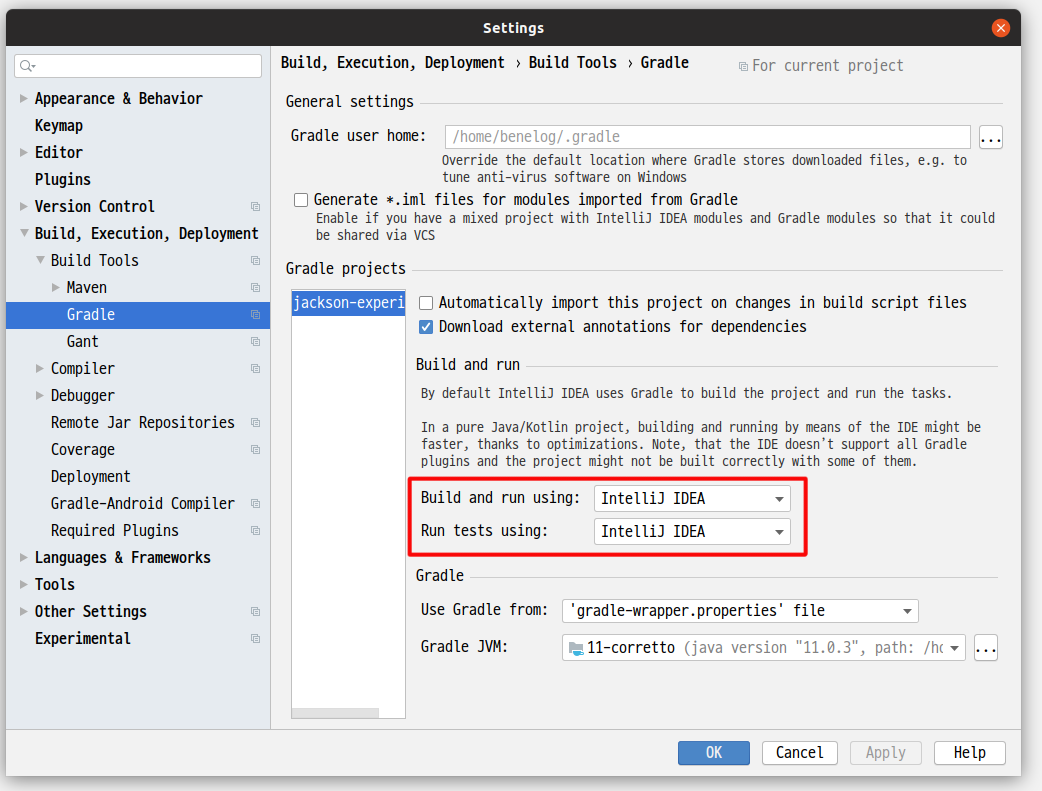 Settings
Build, Execution, Deployment › Build Tools › Gradle
For current project
Appearance & Behavior
Keymap
Editor
Plugins
Version Control
Build, Execution, Deployment
Build Tools
Maven
Gradle
Gant
Compiler
Debugger
Remote Jar Repositories
Coverage
Deployment
Gradle-Android Compiler
Required Plugins
Languages & Frameworks
Tools
Other Settings
Experimental
General settings
Gradle user home: /home/benelog/.gradle ...
Override the default location where Gradle stores downloaded files, e.g. to
tune anti-virus software on Windows
Generate *.iml files for modules imported from Gradle
Enable if you have a mixed project with IntelliJ IDEA modules and Gradle modules so that it could
be shared via VCS
Gradle projects
jackson-experi
Automatically import this project on changes in build script files
Download external annotations for dependencies
Build and run
By default IntelliJ IDEA uses Gradle to build the project and run the tasks.
In a pure Java/Kotlin project, building and running by means of the IDE might be
faster, thanks to optimizations. Note, that the IDE doesn't support all Gradle
plugins and the project might not be built correctly with some of them.
Build and run using: IntelliJ IDEA
Run tests using: IntelliJ IDEA
Gradle
Use Gradle from: 'gradle-wrapper.properties' file
Gradle JVM: 11-corretto (java version "11.0.3", path: /ho ...
OK Cancel Apply Help